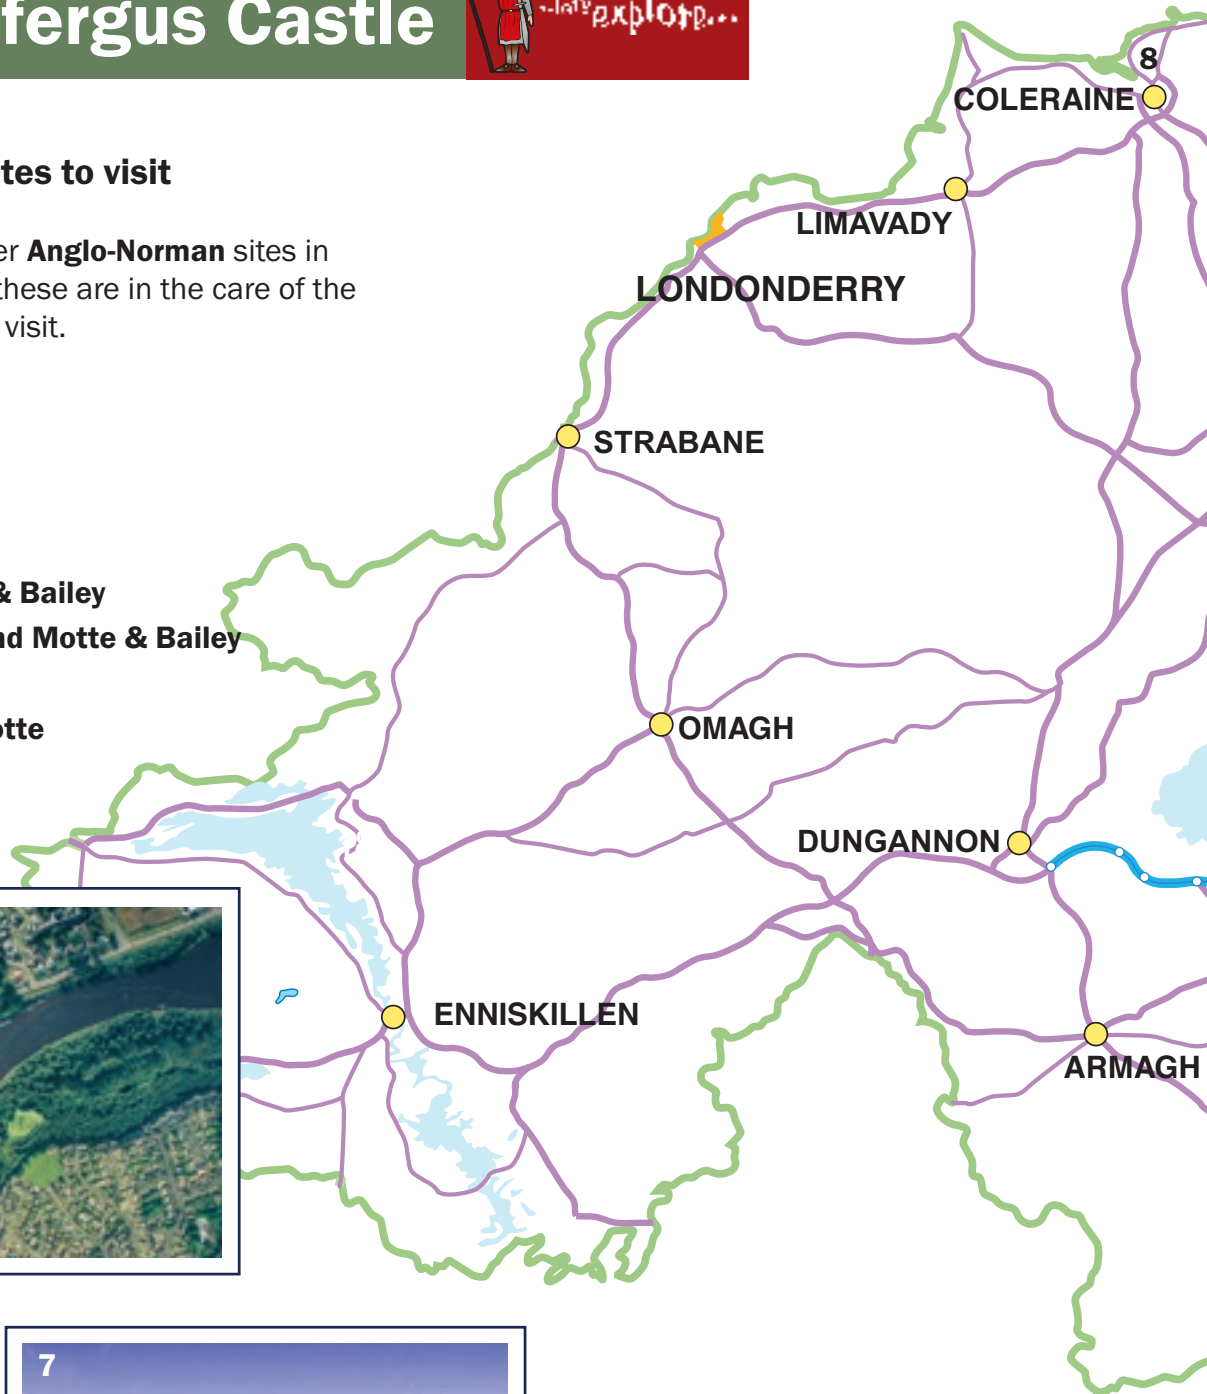 fergus Castle
explore...
tes to visit
er Anglo-Norman sites in
these are in the care of the
visit.
& Bailey
nd Motte & Bailey
otte
8
COLERAINE
LIMAVADY
LONDONDERRY
STRABANE
OMAGH
DUNGANNON
ENNISKILLEN
ARMAGH
7